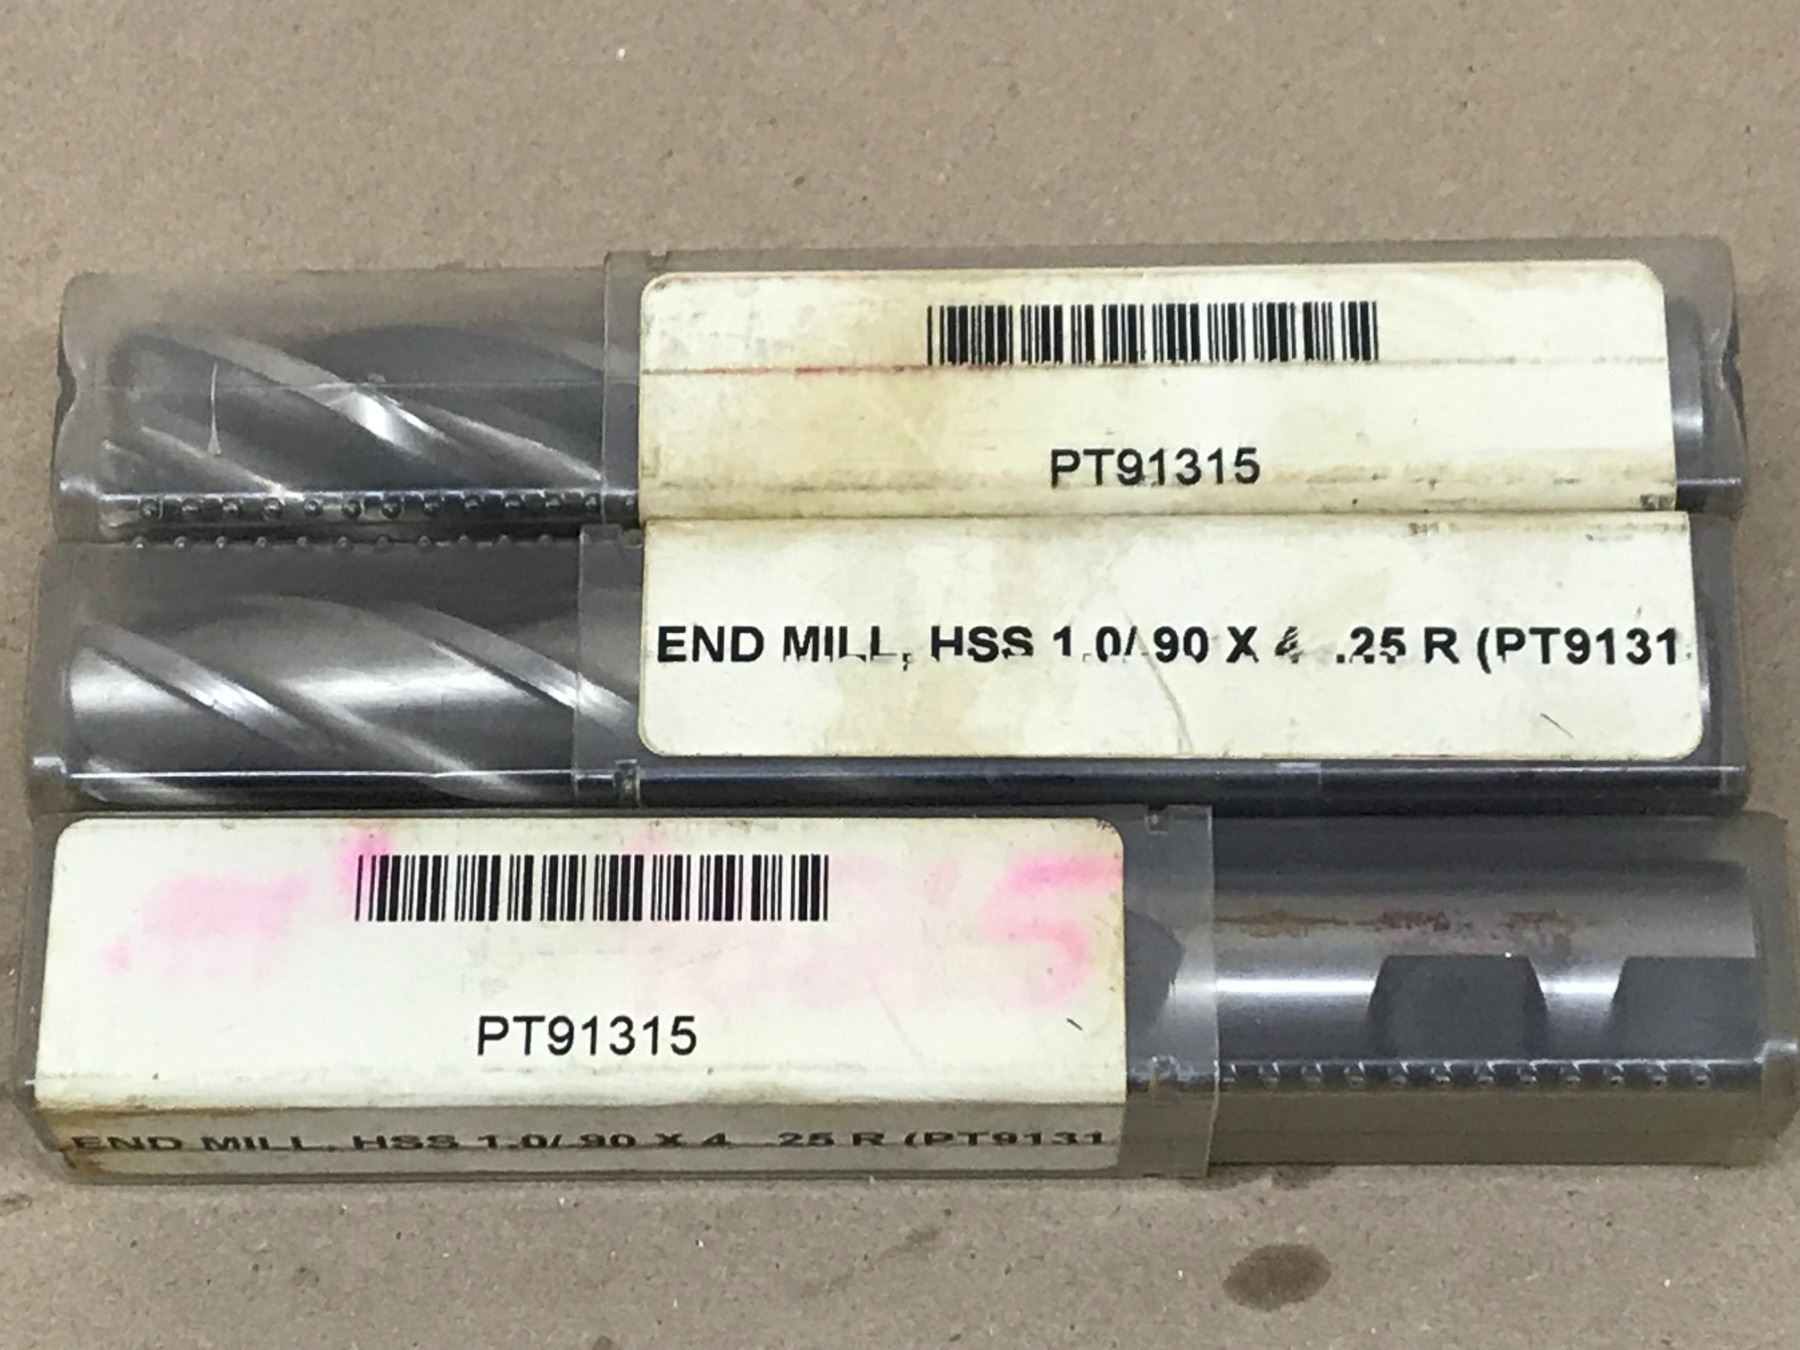 PT91315
END MILL, HSS 1.0/.90 X 4 .25 R (PT9131
PT91315
END MILL, HSS 1.0/.90 X 4 .25 R (PT9131